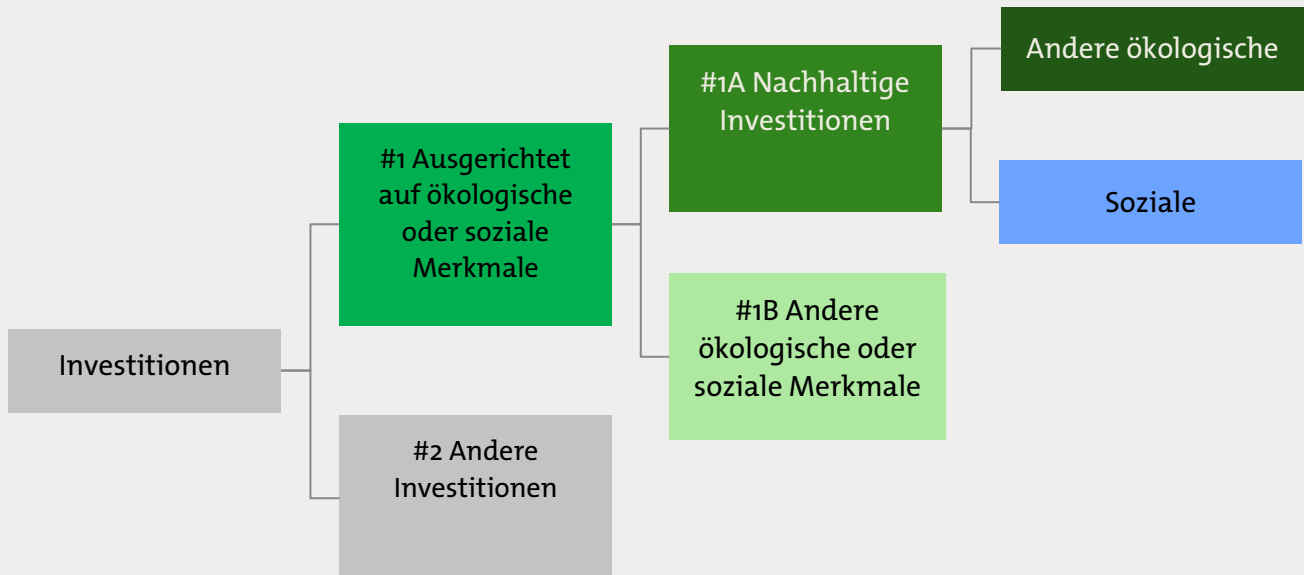 Investitionen
#1 Ausgerichtet
auf ökologische
oder soziale
Merkmale
#2 Andere
Investitionen
#1A Nachhaltige
Investitionen
#1B Andere
ökologische oder
soziale Merkmale
Andere ökologische
Soziale